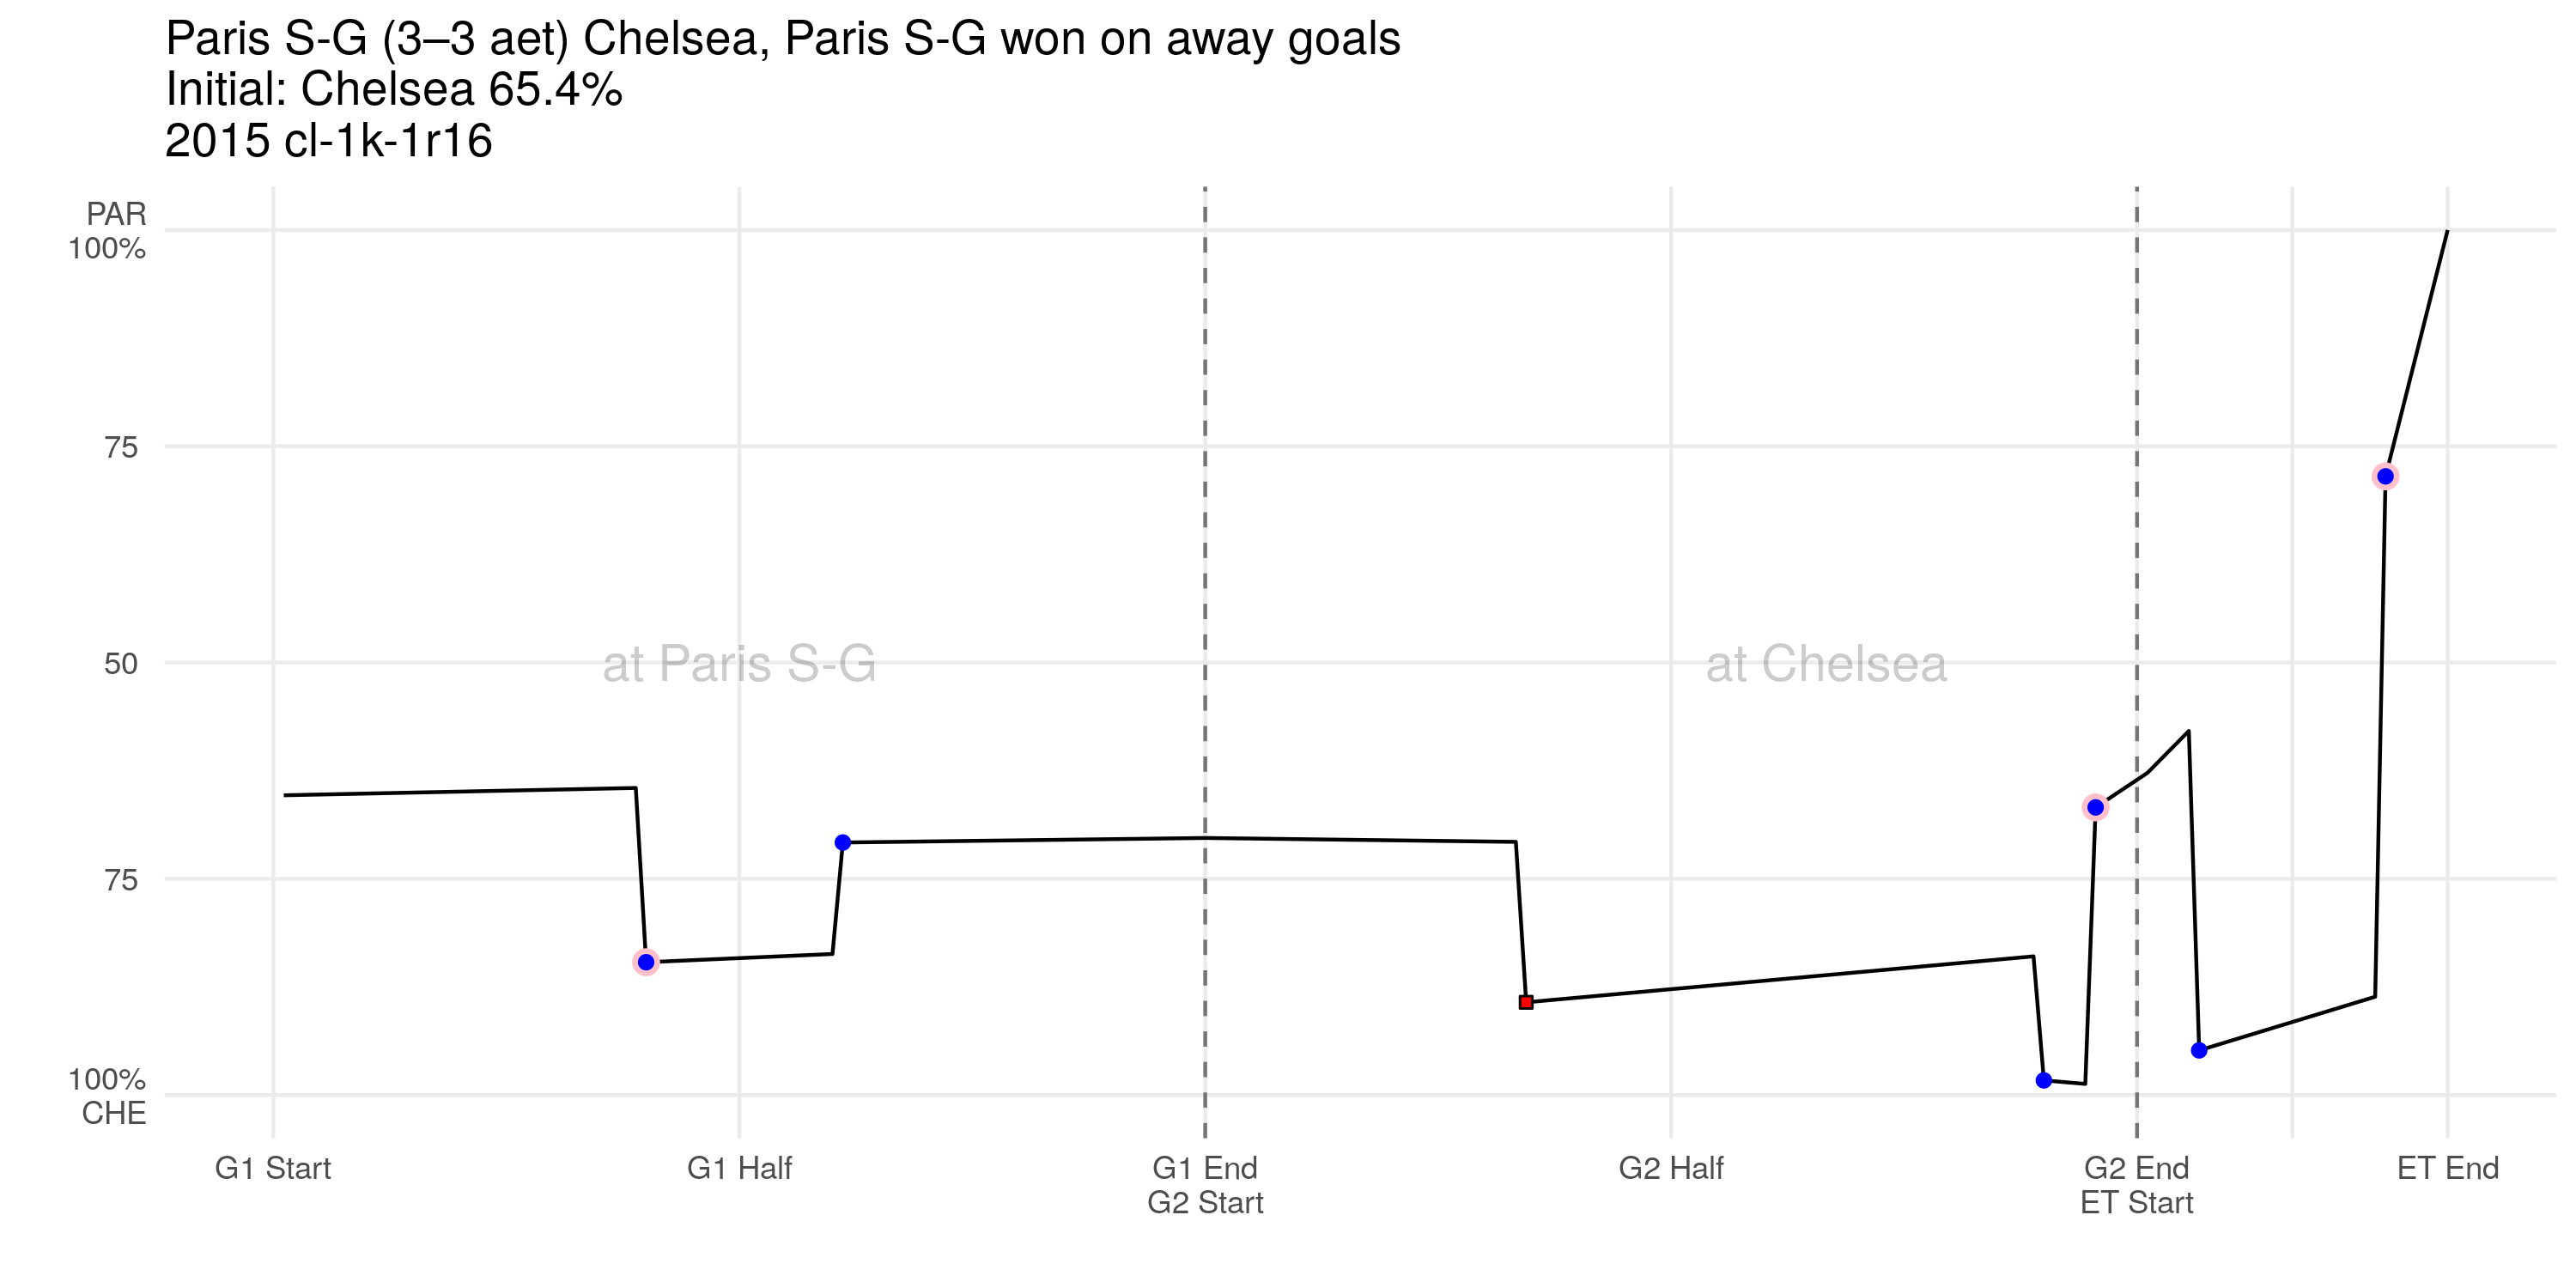 Paris S-G (3–3 aet) Chelsea, Paris S-G won on away goals
Initial: Chelsea 65.4%
2015 cl-1k-1r16
PAR
100%
75
50
75
100%
CHE
at Paris S-G
at Chelsea
G1 Start
G1 Half
G1 End
G2 Start
G2 Half
G2 End
ET Start
ET End